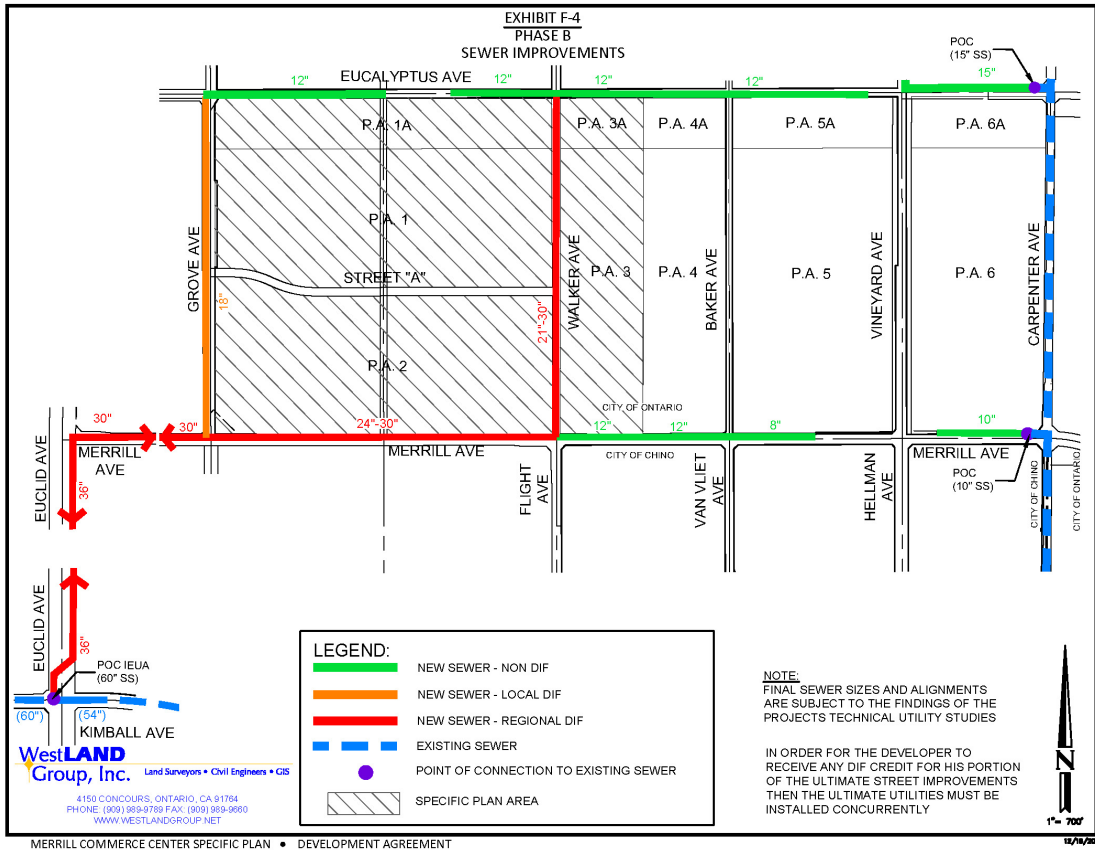 EXHIBIT F-4
PHASE B
SEWER IMPROVEMENTS
POC
(15" SS)
12"
EUCALYPTUS AVE
12"
12"
12"
15"
P.A. 1A
P.A. 3A
P.A. 4A
P.A. 5A
P.A. 6A
GROVE AVE
18"
P.A. 1
STREET "A"
P.A. 2
21"-30"
WALKER AVE
P.A. 3
P.A. 4
BAKER AVE
P.A. 5
VINEYARD AVE
P.A. 6
CARPENTER AVE
CITY OF ONTARIO
30"
30"
24"-30"
12"
12"
8"
10"
MERRILL
AVE
MERRILL AVE
CITY OF CHINO
MERRILL AVE
POC
(10" SS)
EUCLID AVE
36"
FLIGHT
AVE
VAN VLIET
AVE
HELLMAN
AVE
CITY OF CHINO
CITY OF ONTARIO
EUCLID AVE
36"
POC IEUA
(60" SS)
(60")
(54")
KIMBALL AVE
LEGEND:
NEW SEWER - NON DIF
NEW SEWER - LOCAL DIF
NEW SEWER - REGIONAL DIF
EXISTING SEWER
POINT OF CONNECTION TO EXISTING SEWER
SPECIFIC PLAN AREA
NOTE:
FINAL SEWER SIZES AND ALIGNMENTS
ARE SUBJECT TO THE FINDINGS OF THE
PROJECTS TECHNICAL UTILITY STUDIES
IN ORDER FOR THE DEVELOPER TO
RECEIVE ANY DIF CREDIT FOR HIS PORTION
OF THE ULTIMATE STREET IMPROVEMENTS
THEN THE ULTIMATE UTILITIES MUST BE
INSTALLED CONCURRENTLY
N
1"= 700'
WestLAND
Group, Inc.
Land Surveyors • Civil Engineers • GIS
4150 CONCOURS, ONTARIO, CA 91764
PHONE: (909) 989-9789 FAX: (909) 989-9660
WWW.WESTLANDGROUP.NET
MERRILL COMMERCE CENTER SPECIFIC PLAN • DEVELOPMENT AGREEMENT